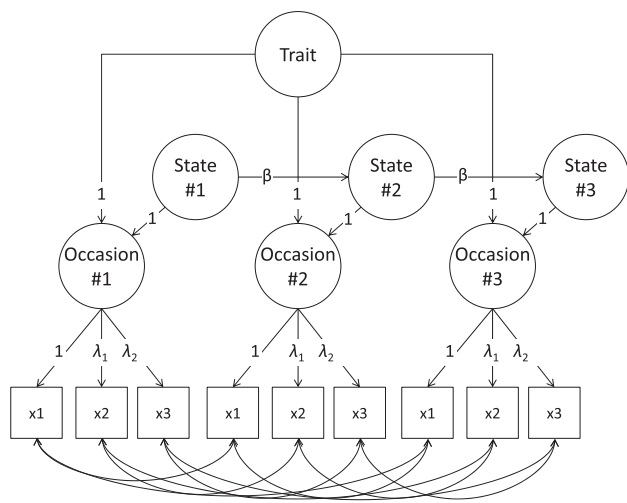 Trait
State
#1
β
State
#2
β
State
#3
1
1
1
1
1
1
Occasion
#1
Occasion
#2
Occasion
#3
1
λ1
λ2
1
λ1
λ2
1
λ1
λ2
x1
x2
x3
x1
x2
x3
x1
x2
x3